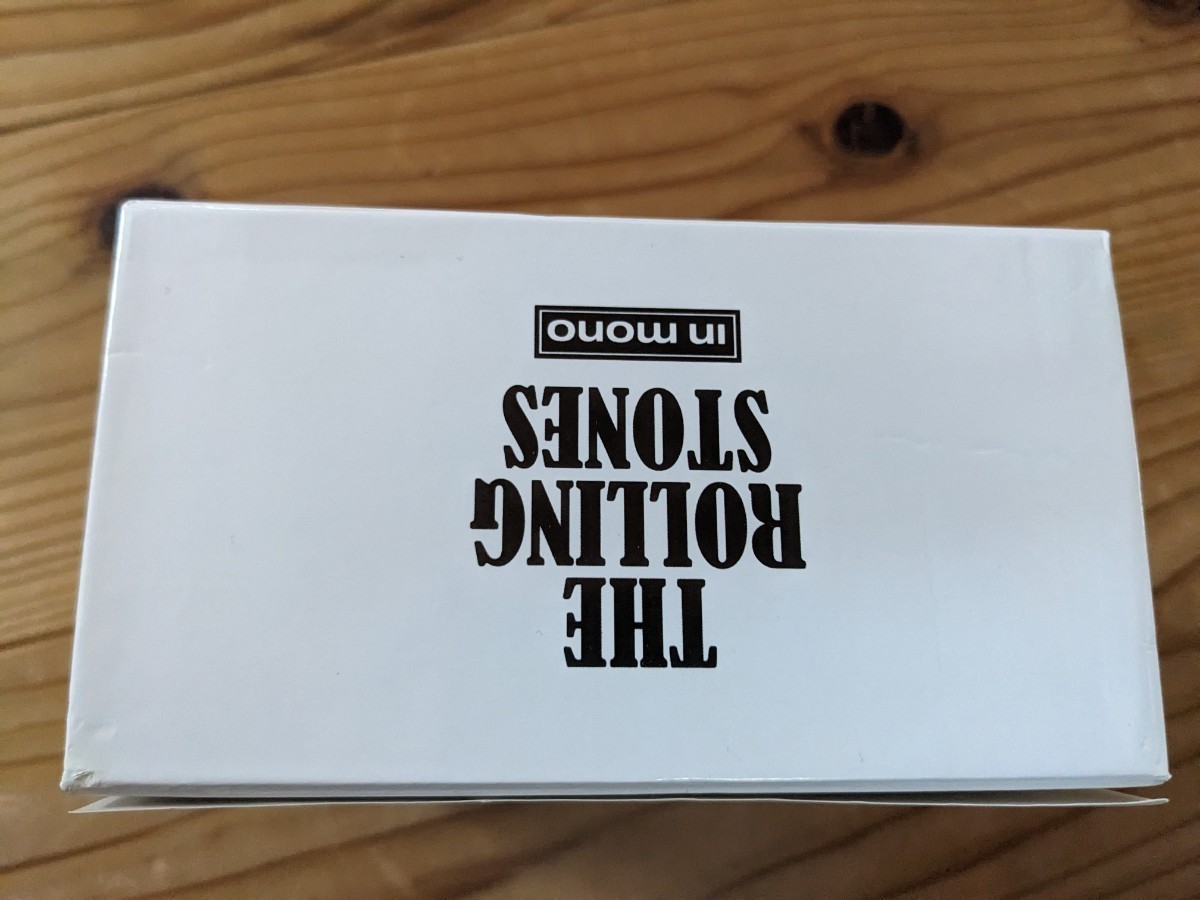 THE
ROLLING
STONES
in mono